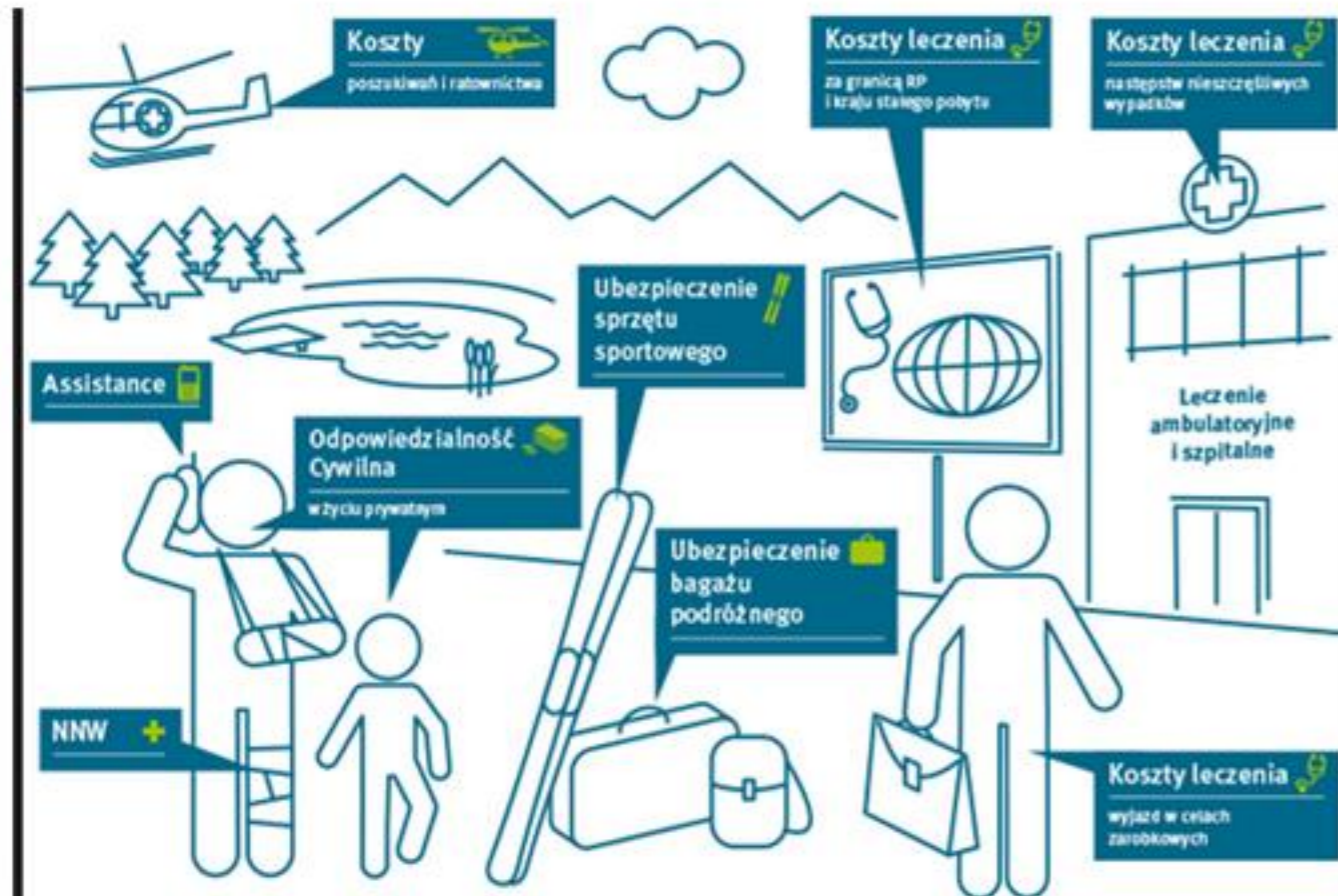 Koszty
poszukiwań i ratownictwa
Koszty leczenia
za granicą RP
i kraju stałego pobytu
Koszty leczenia
następstw nieszczęśliwych
wypadków
Ubezpieczenie
sprzętu
sportowego
Assistance
Odpowiedzialność
Cywilna
w życiu prywatnym
Leczenie
ambulatoryjne
i szpitalne
Ubezpieczenie
bagażu
podróżnego
NNW
Koszty leczenia
wyjazd w celach
zarobkowych